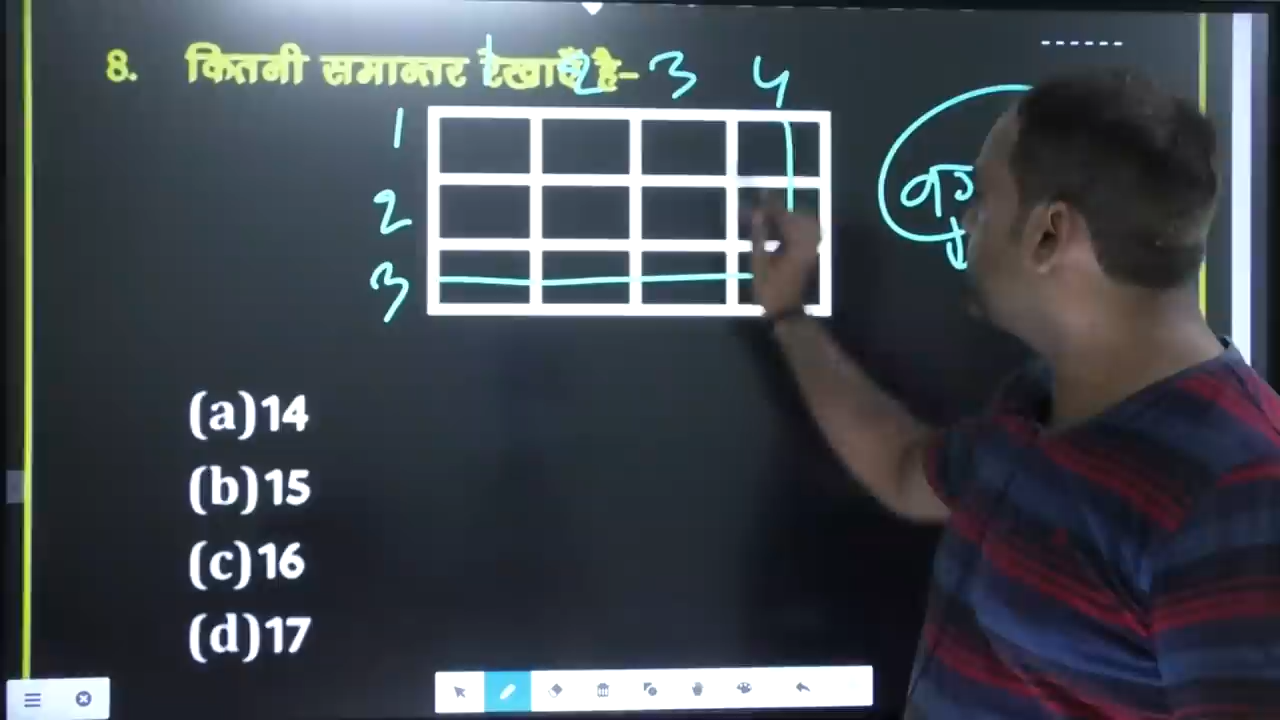 8. कितनी समान्तर रेखाएँ है-
1 2 3 4
1
2
3
(a)14
(b)15
(c)16
(d)17